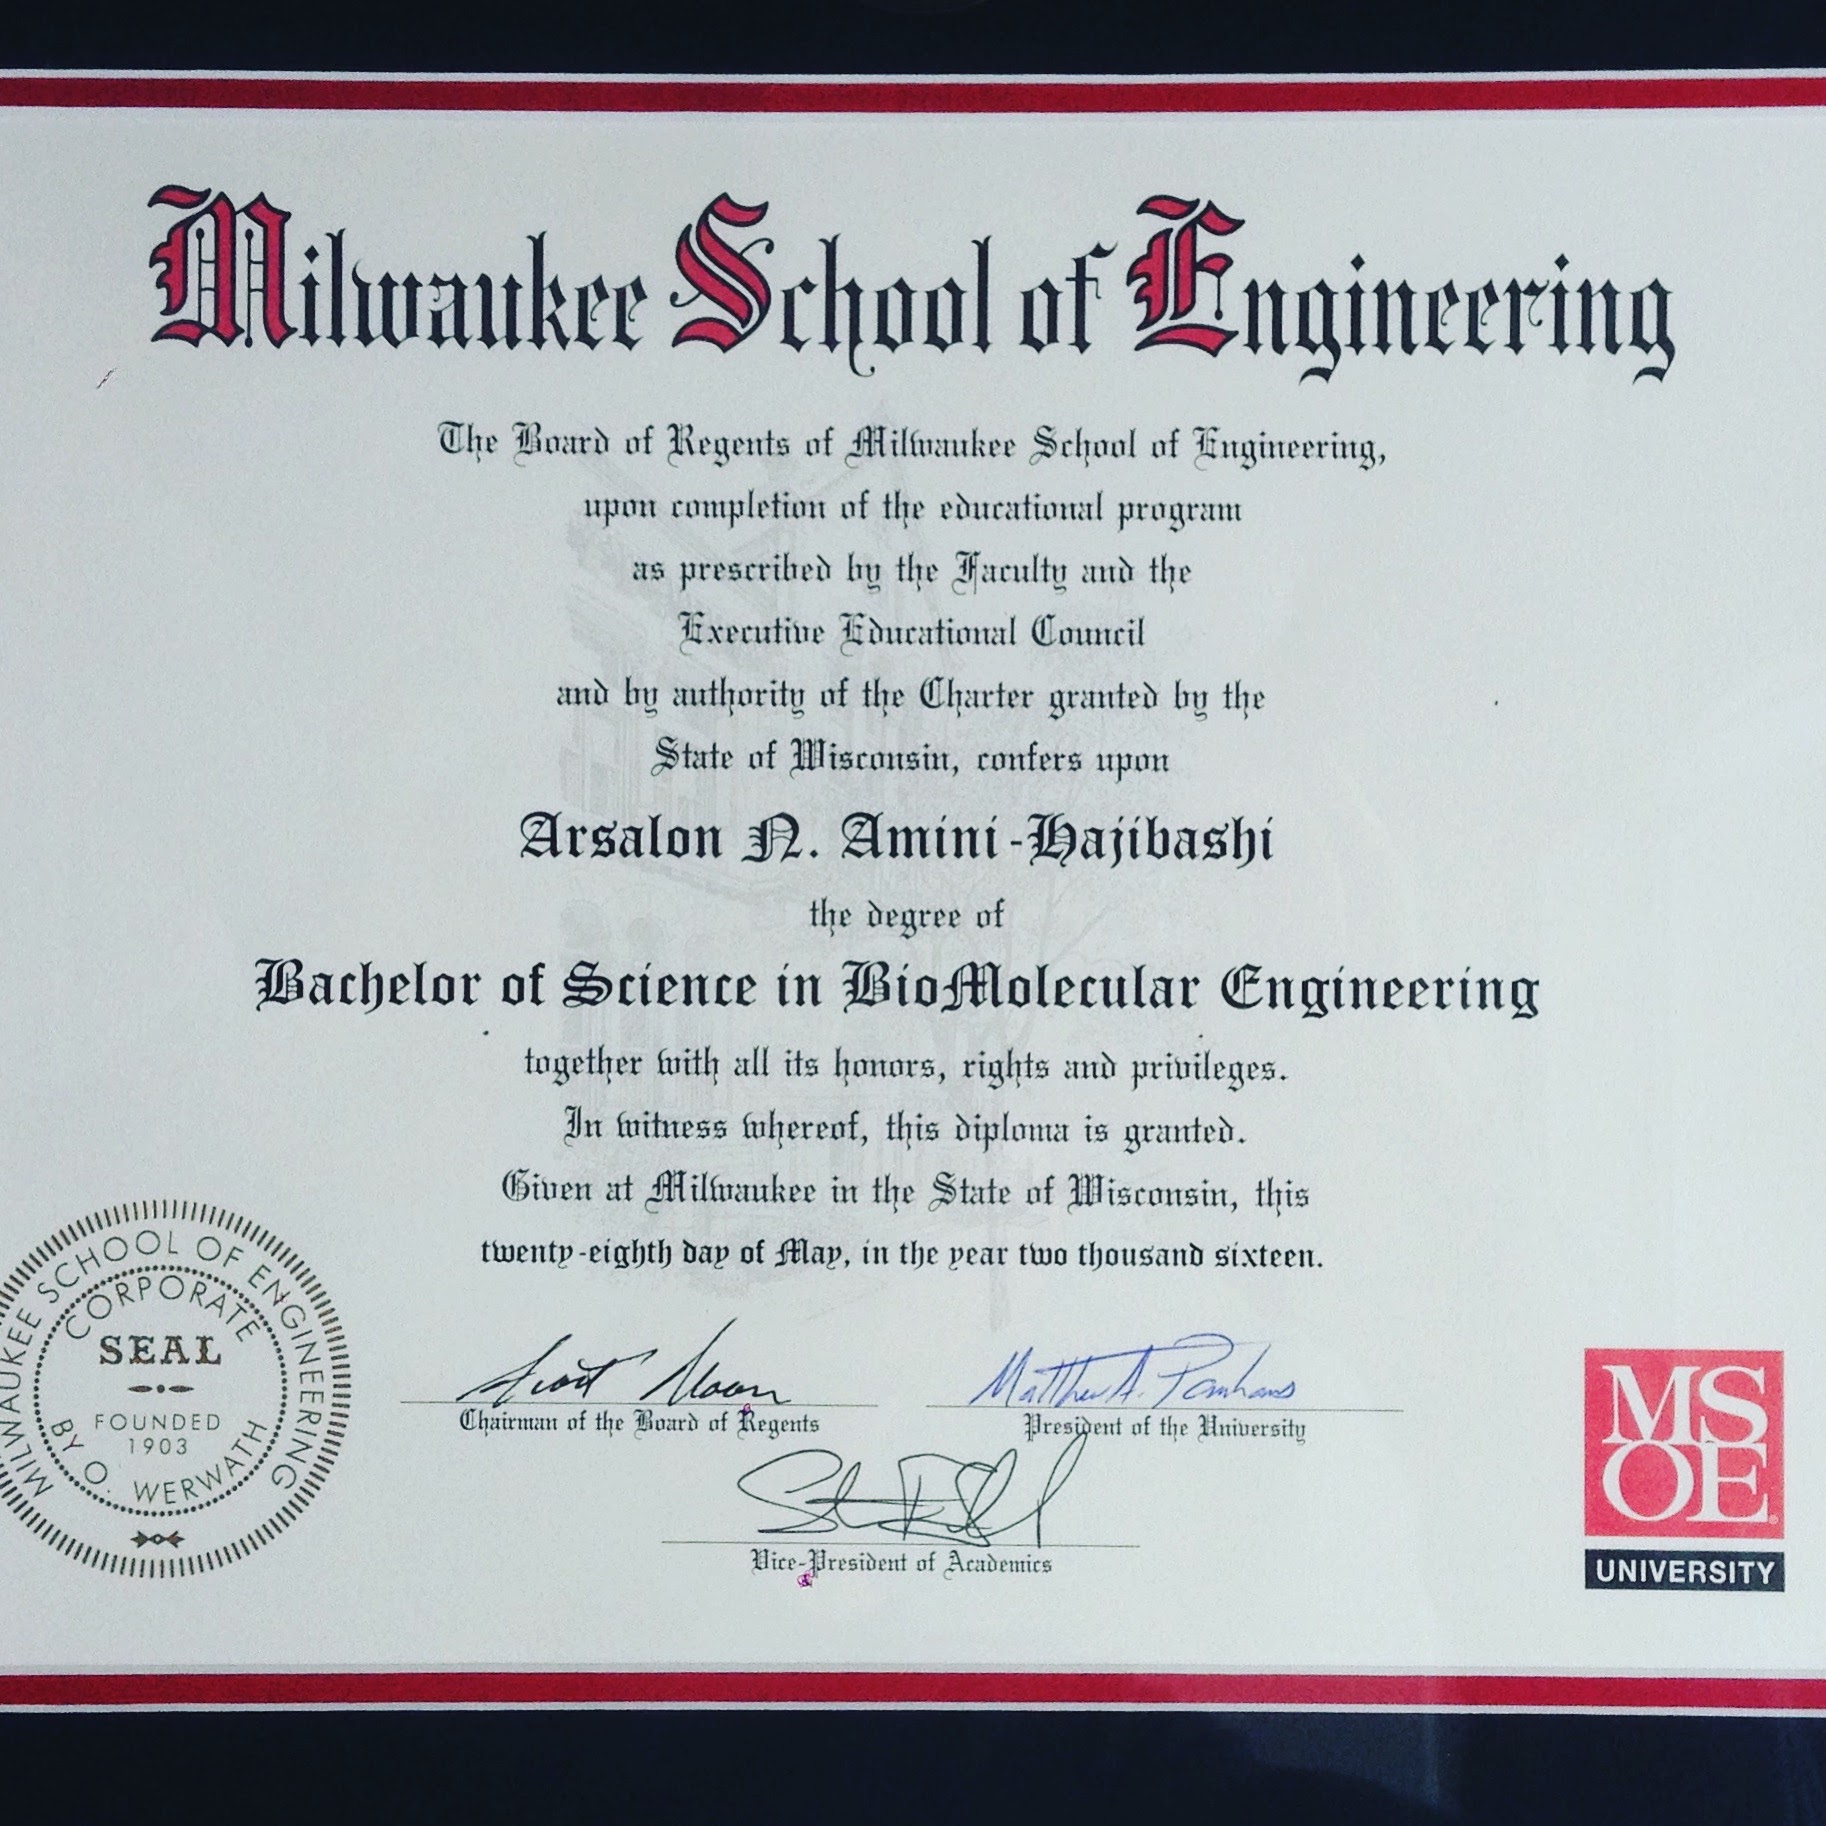 Milwaukee School of Engineering
The Board of Regents of Milwaukee School of Engineering,
upon completion of the educational program
as prescribed by the Faculty and the
Executive Educational Council
and by authority of the Charter granted by the
State of Wisconsin, confers upon
Arsalon N. Amini-Hajibashi
the degree of
Bachelor of Science in BioMolecular Engineering
together with all its honors, rights and privileges.
In witness whereof, this diploma is granted.
Given at Milwaukee in the State of Wisconsin, this
twenty-eighth day of May, in the year two thousand sixteen.
MILWAUKEE SCHOOL OF ENGINEERING
CORPORATE
SEAL
FOUNDED
1903
BY O. WERWATH
Scott Moon
Chairman of the Board of Regents
Matthew A. Panhans
President of the University
Vice-President of Academics
MS
OE
UNIVERSITY